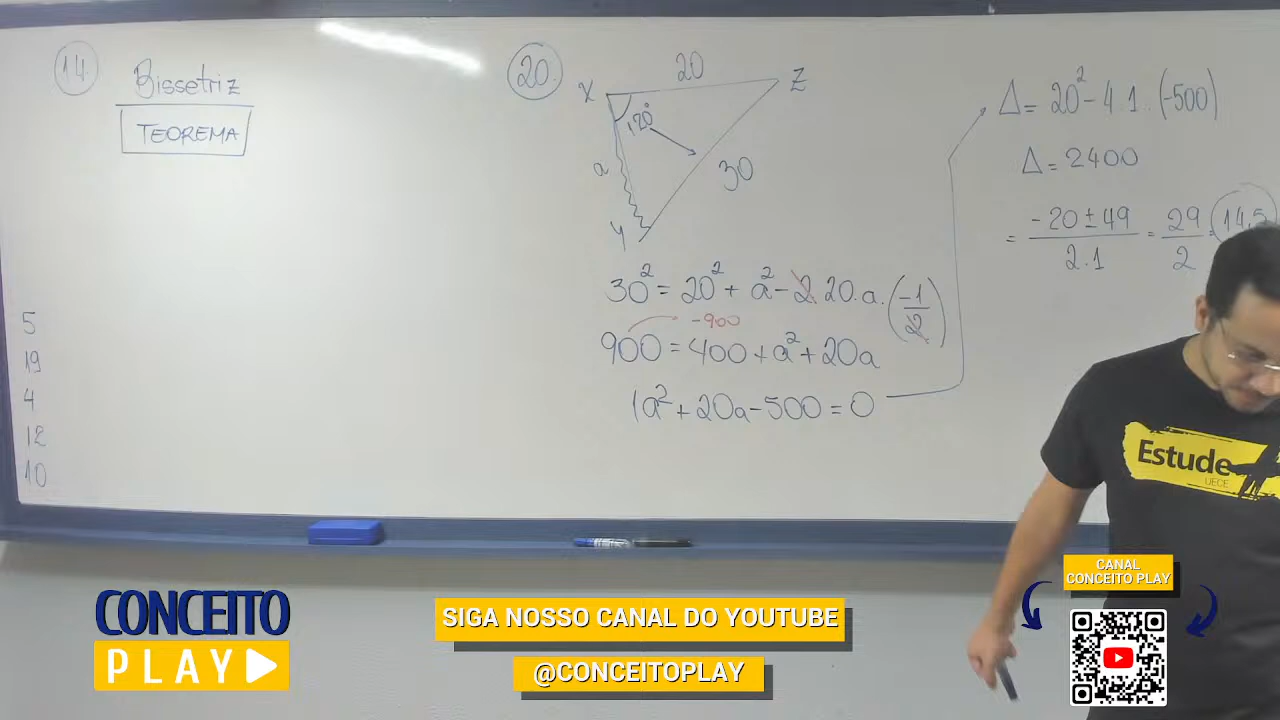 14.
Bissetriz
TEOREMA
5
19
4
12
10
20.
20
X
Z
120°
a
30
y
30² = 20² + a² - 2 20.a.(-1/2)
-900
900 = 400 + a² + 20a
1a² + 20a - 500 = 0
Δ = 20² - 4.1.(-500)
Δ = 2400
= -20 ± 49 / 2.1 = 29 / 2 = 14,5
Estude+
UECE
CANAL
CONCEITO PLAY
CONCEITO
PLAY
SIGA NOSSO CANAL DO YOUTUBE
@CONCEITOPLAY